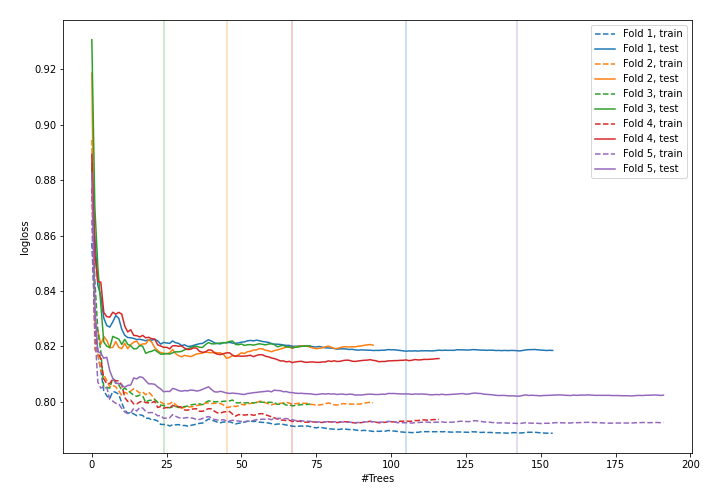 Fold 1, train
Fold 1, test
Fold 2, train
Fold 2, test
Fold 3, train
Fold 3, test
Fold 4, train
Fold 4, test
Fold 5, train
Fold 5, test
logloss
0.92
0.90
0.88
0.86
0.84
0.82
0.80
0 25 50 75 100 125 150 175 200
#Trees